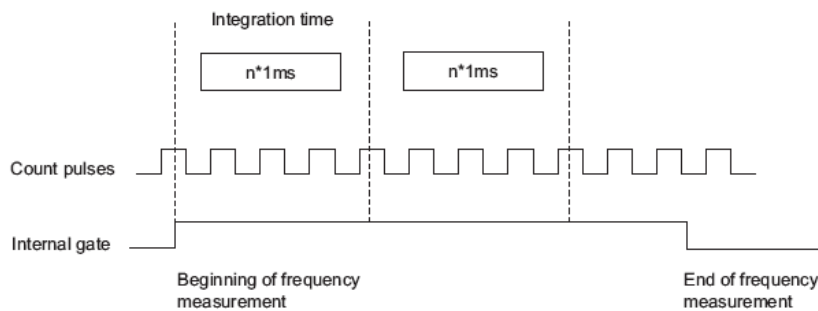 Integration time
n*1ms
n*1ms
Count pulses
Internal gate
Beginning of frequency
measurement
End of frequency
measurement